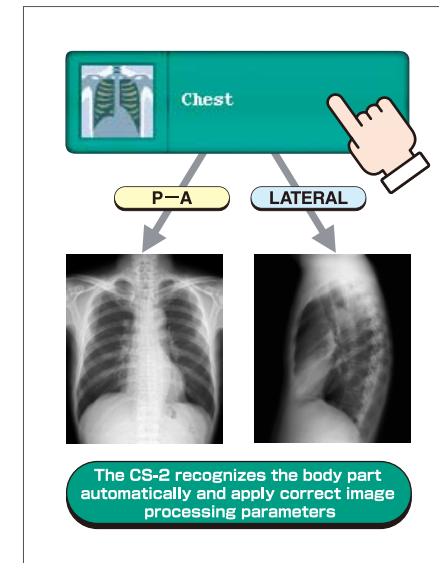 Chest
P-A
LATERAL
The CS-2 recognizes the body part
automatically and apply correct image
processing parameters